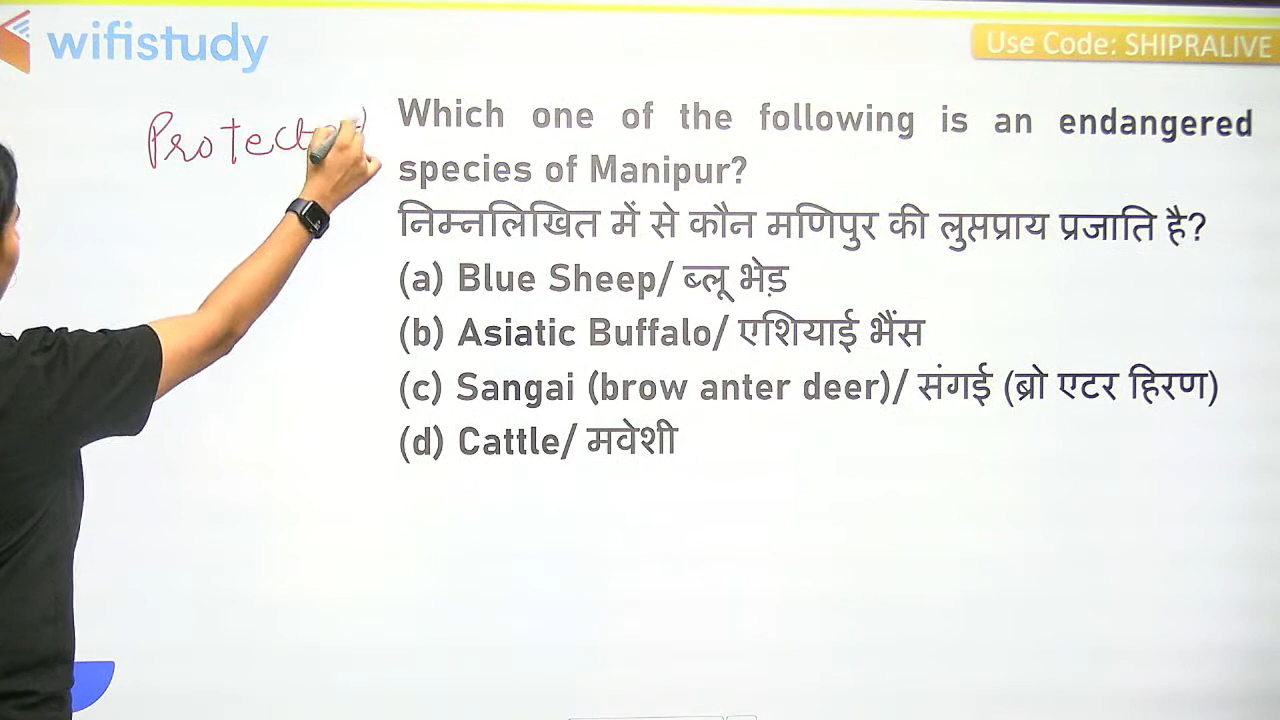 wifistudy
Use Code: SHIPRALIVE
Protected
Which one of the following is an endangered
species of Manipur?
निम्नलिखित में से कौन मणिपुर की लुप्तप्राय प्रजाति है?
(a) Blue Sheep/ ब्लू भेड़
(b) Asiatic Buffalo/ एशियाई भैंस
(c) Sangai (brow anter deer)/ संगई (ब्रो एटर हिरण)
(d) Cattle/ मवेशी